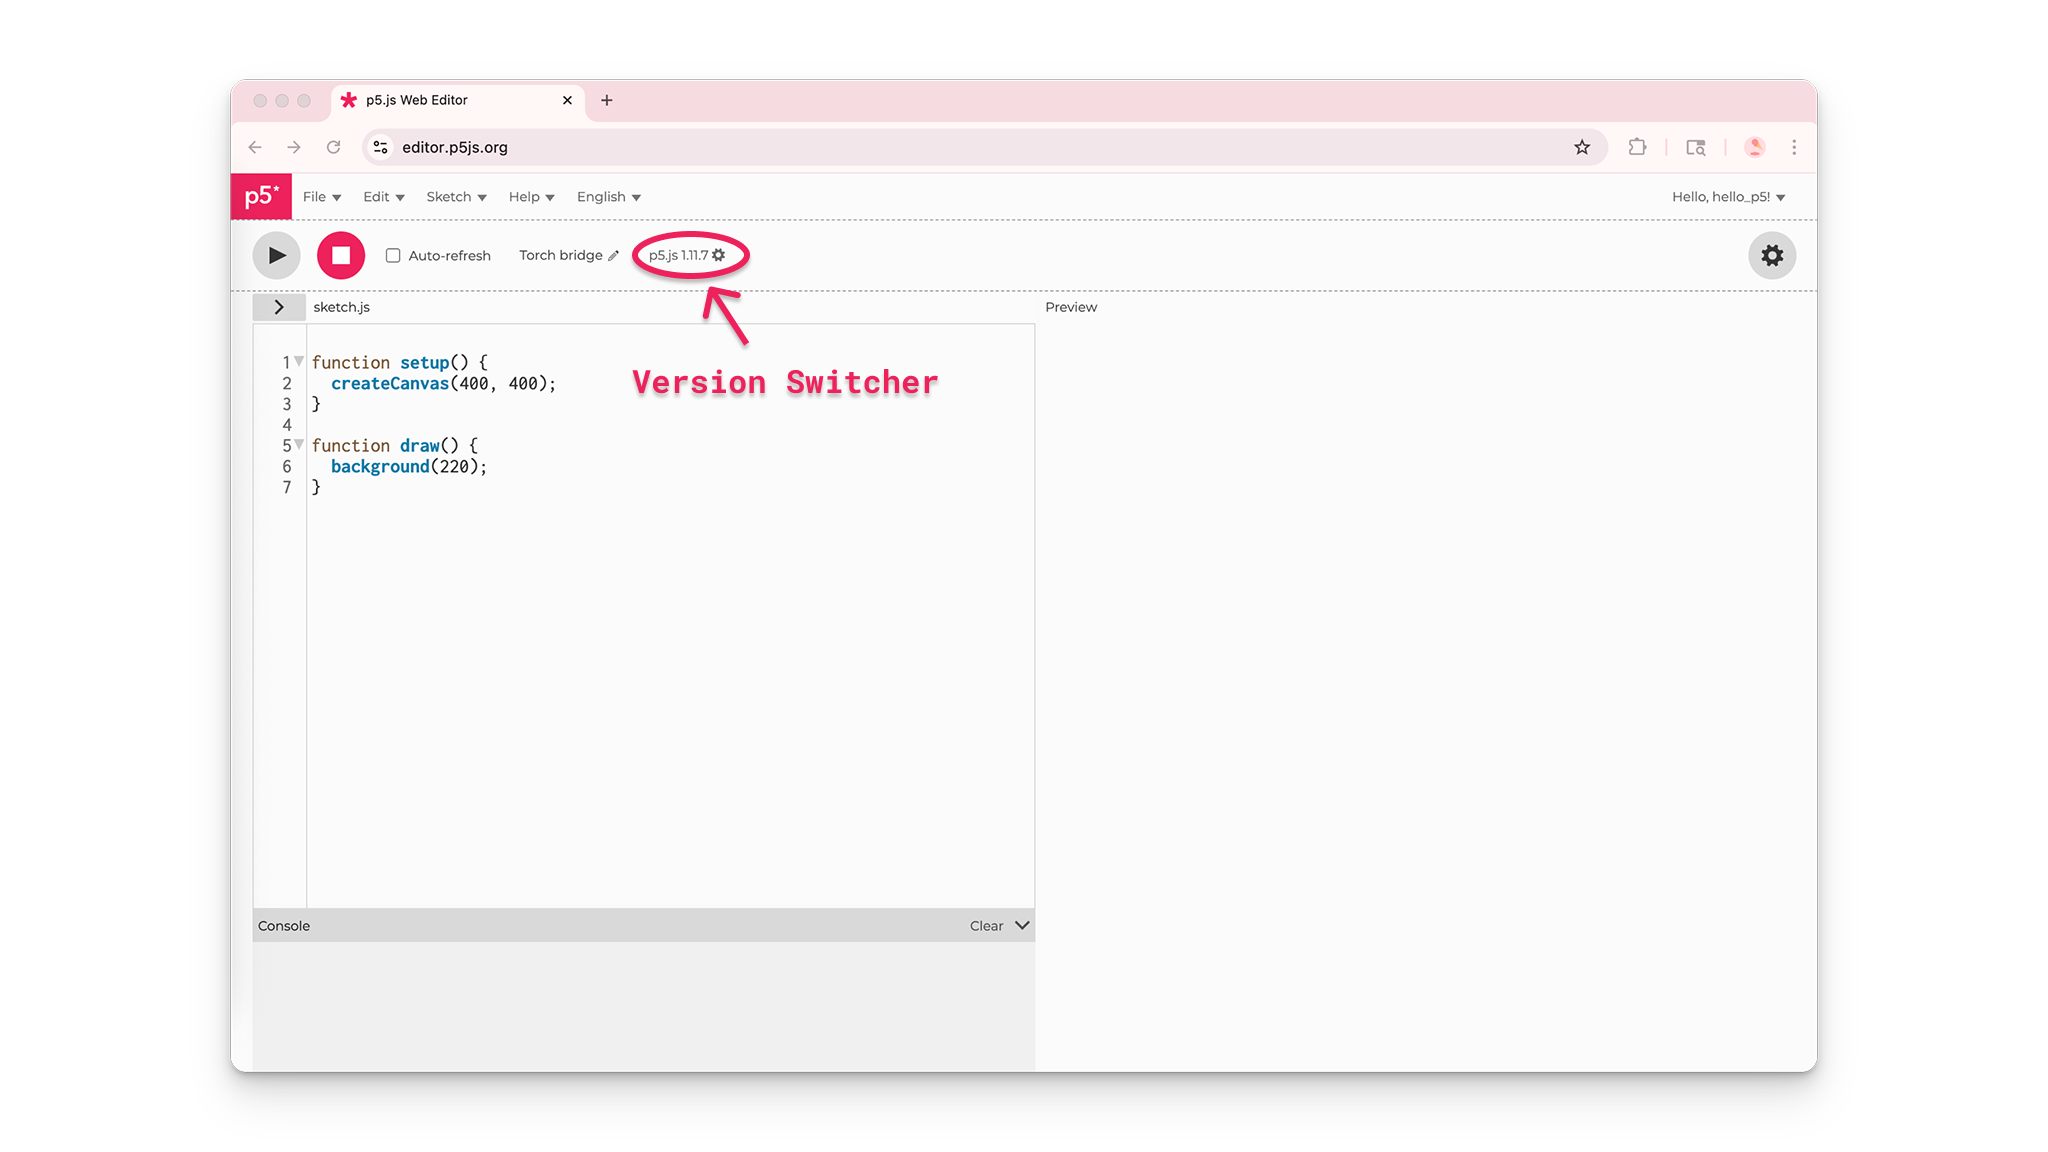 p5.js Web Editor
editor.p5js.org
p5* File Edit Sketch Help English Hello, hello_p5!
Auto-refresh Torch bridge p5.js 1.11.7
sketch.js Preview
Version Switcher
1 function setup() {
2 createCanvas(400, 400);
3 }
4
5 function draw() {
6 background(220);
7 }
Console Clear